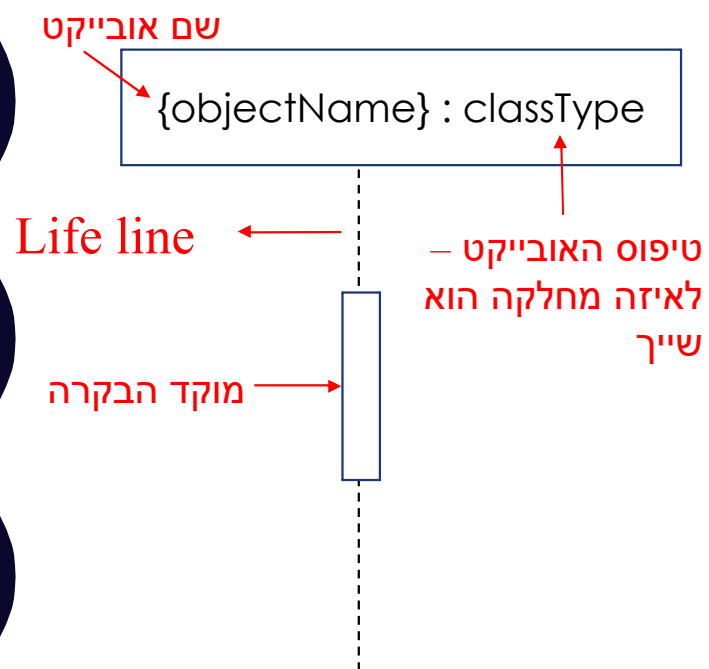 שם אובייקט
{objectName} : classType
Life line
טיפוס האובייקט –
לאיזה מחלקה הוא
שייך
מוקד הבקרה